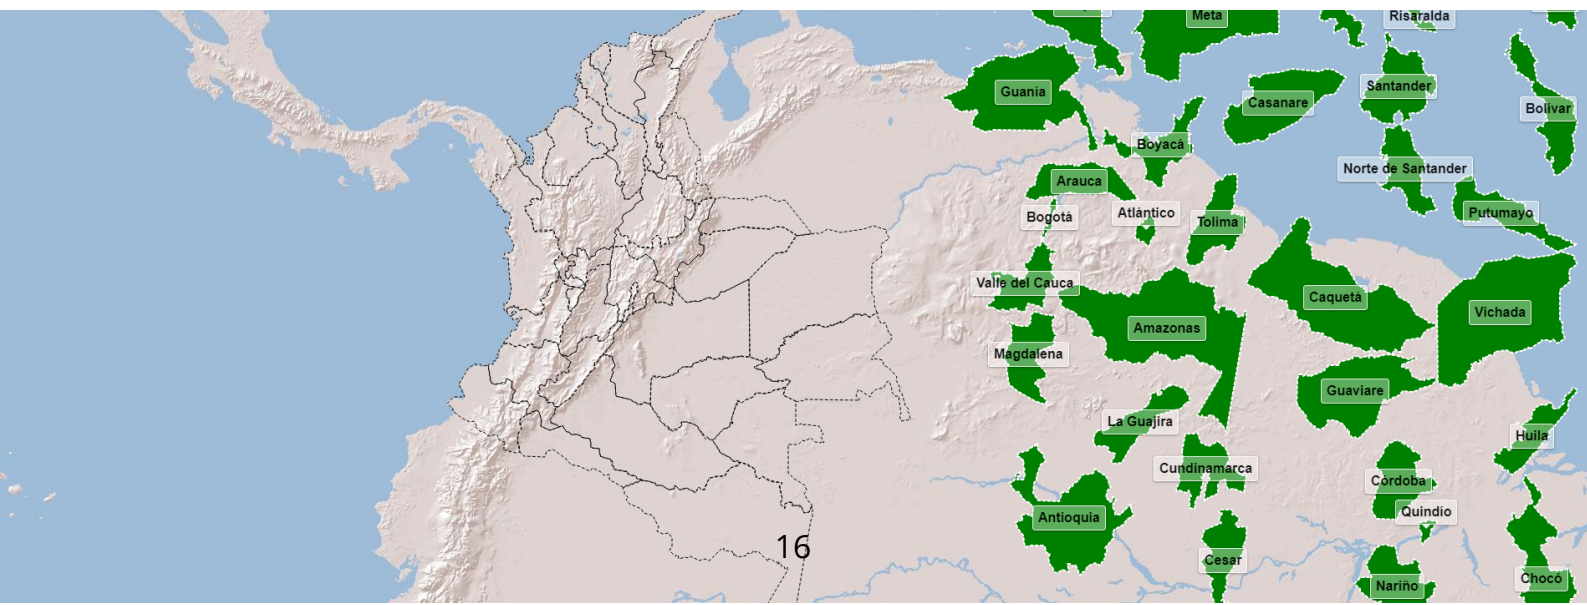 Meta
Risaralda
Guania
Casanare
Santander
Bolívar
Boyacá
Norte de Santander
Arauca
Bogotá
Atlántico
Tolima
Putumayo
Valle del Cauca
Caquetá
Vichada
Amazonas
Magdalena
Guaviare
La Guajira
Huila
Cundinamarca
Córdoba
Antioquia
Quindío
16
Cesar
Nariño
Chocó